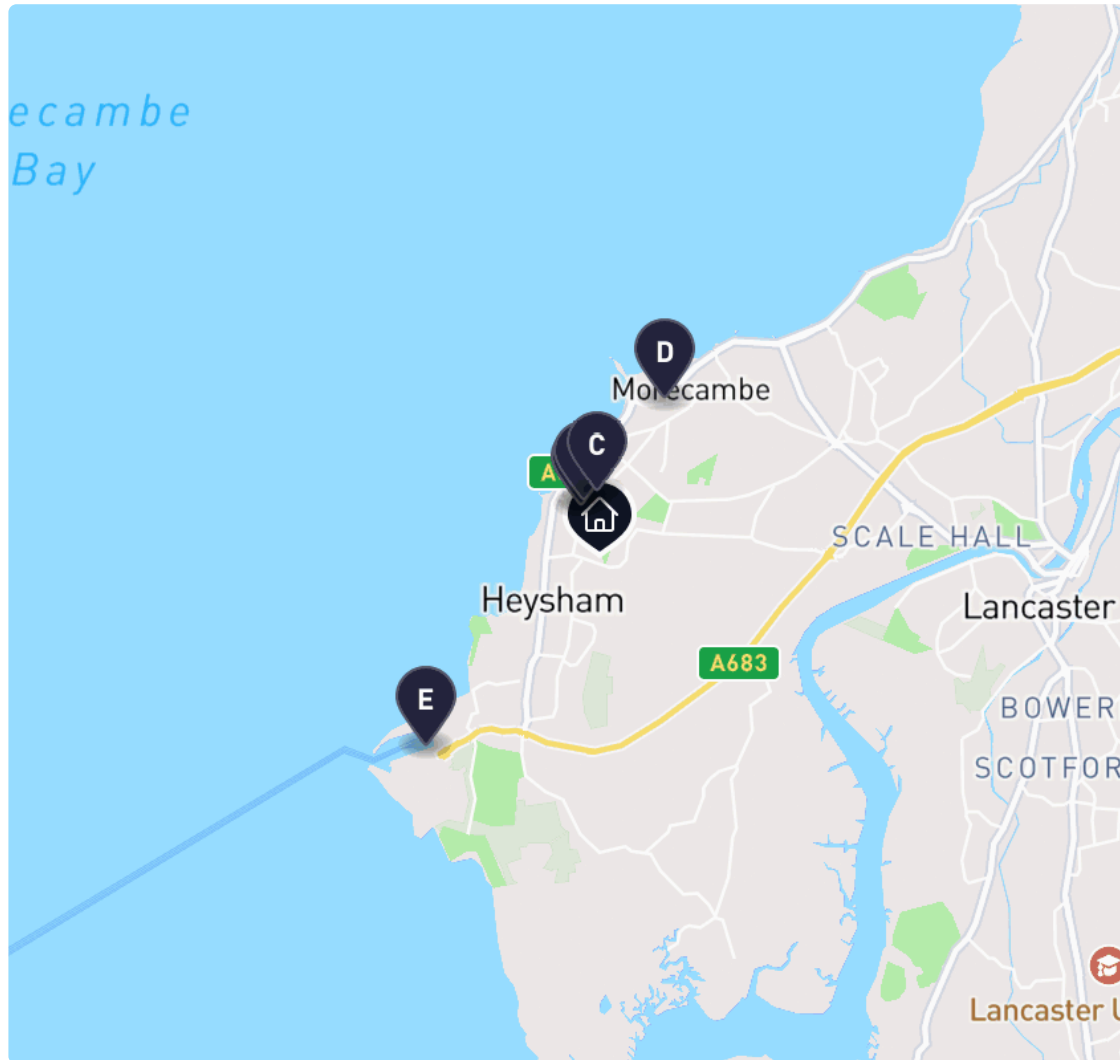 ecambe
Bay
D
Morecambe
C
A
SCALE HALL
Heysham
Lancaster
A683
E
BOWER
SCOTFOR
Lancaster U